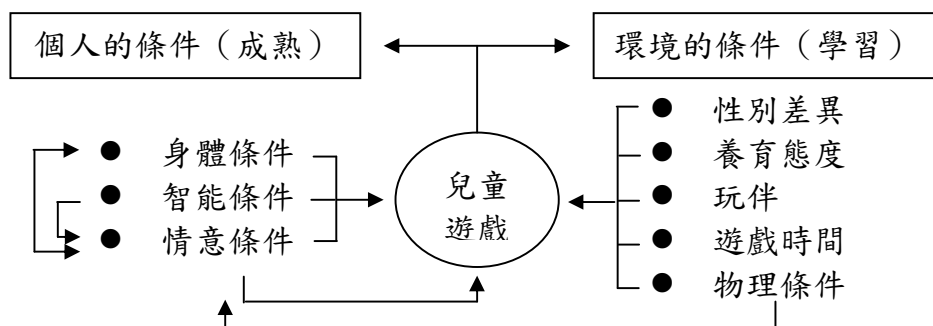 個人的條件（成熟）
環境的條件（學習）
● 身體條件
● 智能條件
● 情意條件
兒童
遊戲
● 性別差異
● 養育態度
● 玩伴
● 遊戲時間
● 物理條件